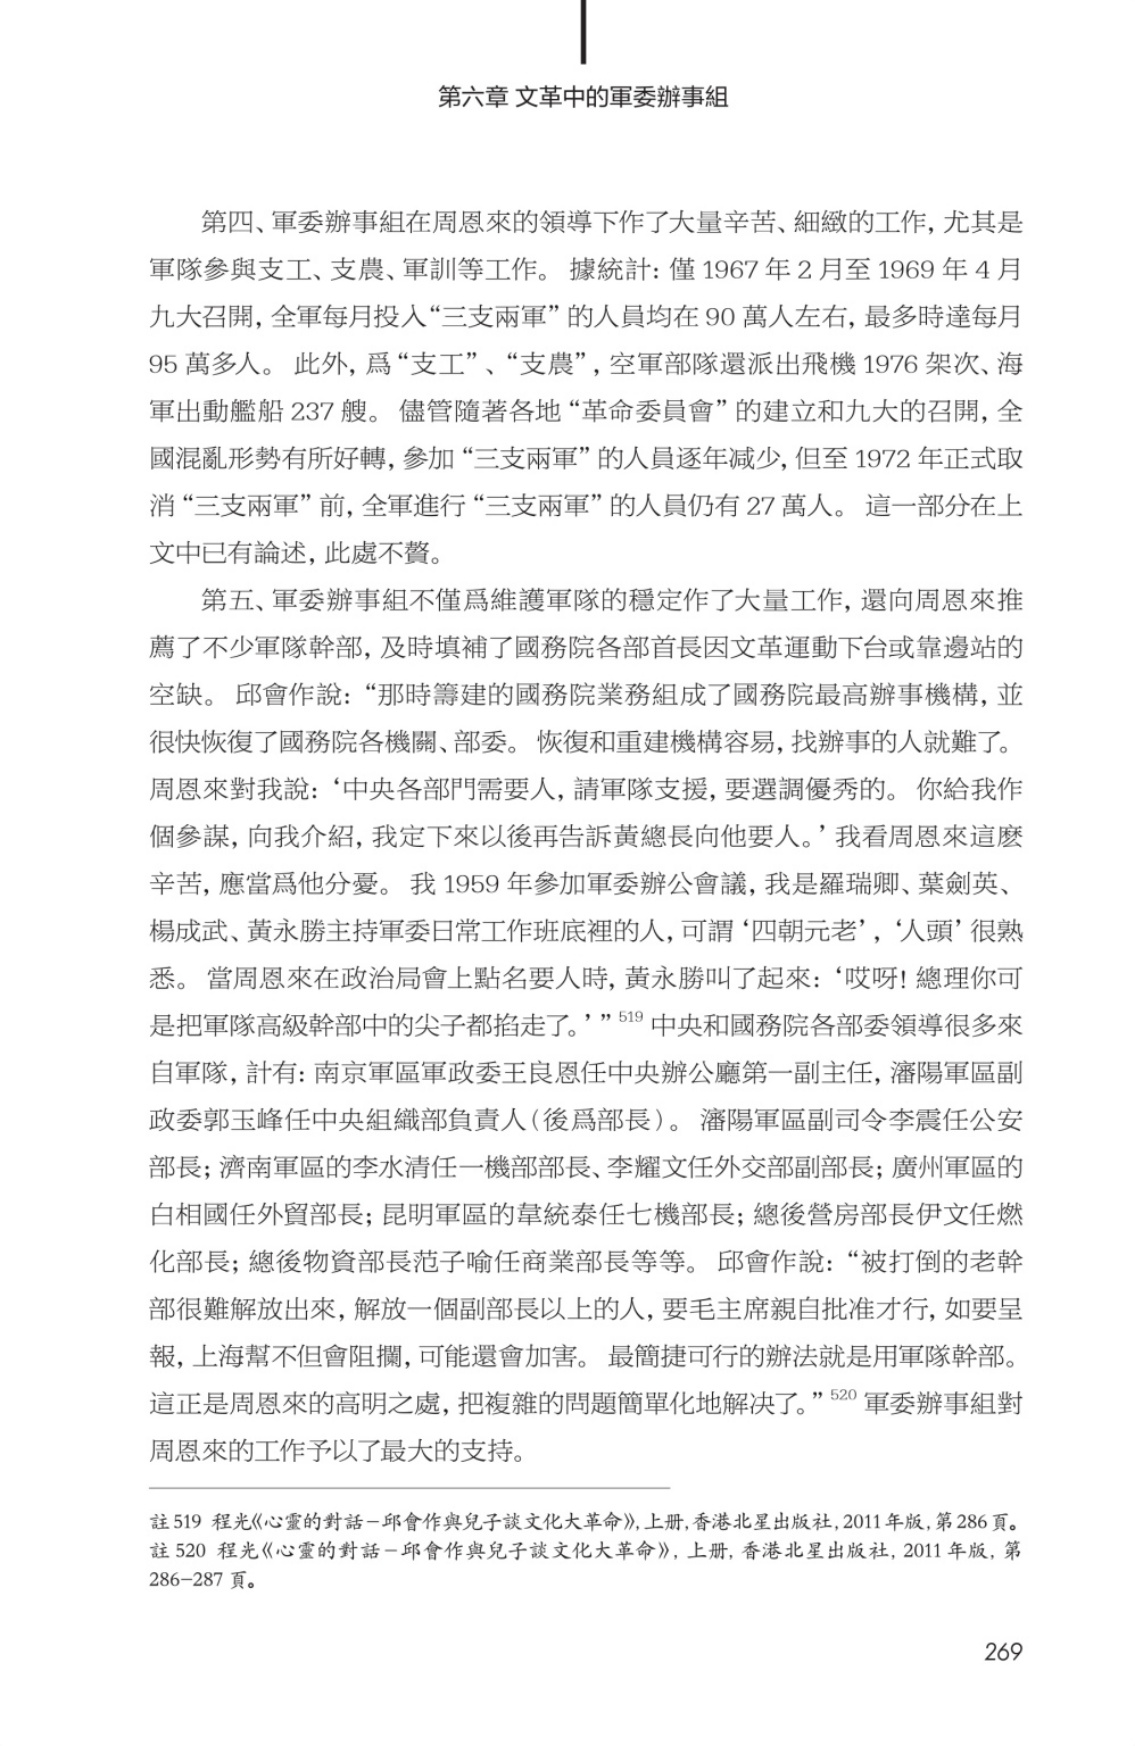 第六章 文革中的軍委辦事組
第四、軍委辦事組在周恩來的領導下作了大量辛苦、細緻的工作, 尤其是
軍隊參與支工、支農、軍訓等工作。 據統計: 僅 1967 年 2 月至 1969 年 4 月
九大召開, 全軍每月投入“三支兩軍” 的人員均在 90 萬人左右, 最多時達每月
95 萬多人。 此外, 爲 “支工” 、“支農” , 空軍部隊還派出飛機 1976 架次、海
軍出動艦船 237 艘。 儘管隨著各地 “革命委員會” 的建立和九大的召開, 全
國混亂形勢有所好轉, 參加 “三支兩軍” 的人員逐年減少, 但至 1972 年正式取
消 “三支兩軍” 前, 全軍進行 “三支兩軍” 的人員仍有 27 萬人。 這一部分在上
文中已有論述, 此處不贅。
第五、軍委辦事組不僅爲維護軍隊的穩定作了大量工作, 還向周恩來推
薦了不少軍隊幹部, 及時填補了國務院各部首長因文革運動下台或靠邊站的
空缺。 邱會作說: “那時籌建的國務院業務組成了國務院最高辦事機構, 並
很快恢復了國務院各機關、部委。 恢復和重建機構容易, 找辦事的人就難了。
周恩來對我說: ‘中央各部門需要人, 請軍隊支援, 要選調優秀的。 你給我作
個參謀, 向我介紹, 我定下來以後再告訴黃總長向他要人。’ 我看周恩來這麽
辛苦, 應當爲他分憂。 我 1959 年參加軍委辦公會議, 我是羅瑞卿、葉劍英、
楊成武、黃永勝主持軍委日常工作班底裡的人, 可謂 ‘四朝元老’ , ‘人頭’ 很熟
悉。 當周恩來在政治局會上點名要人時, 黃永勝叫了起來: ‘哎呀! 總理你可
是把軍隊高級幹部中的尖子都掐走了。’ ” 519 中央和國務院各部委領導很多來
自軍隊, 計有: 南京軍區軍政委王良恩任中央辦公廳第一副主任, 瀋陽軍區副
政委郭玉峰任中央組織部負責人(後爲部長) 。 瀋陽軍區副司令李震任公安
部長; 濟南軍區的李水清任一機部部長、李耀文任外交部副部長; 廣州軍區的
白相國任外貿部長; 昆明軍區的韋統泰任七機部長; 總後營房部長伊文任燃
化部長; 總後物資部長范子喻任商業部長等等。 邱會作說: “被打倒的老幹
部很難解放出來, 解放一個副部長以上的人, 要毛主席親自批准才行, 如要呈
報, 上海幫不但會阻攔, 可能還會加害。 最簡捷可行的辦法就是用軍隊幹部。
這正是周恩來的高明之處, 把複雜的問題簡單化地解決了。” 520 軍委辦事組對
周恩來的工作予以了最大的支持。
註 519 程光《心靈的對話－邱會作與兒子談文化大革命》, 上册, 香港北星出版社, 2011 年版, 第 286 頁。
註 520 程光《心靈的對話－邱會作與兒子談文化大革命》, 上册, 香港北星出版社, 2011 年版, 第
286–287 頁。
269